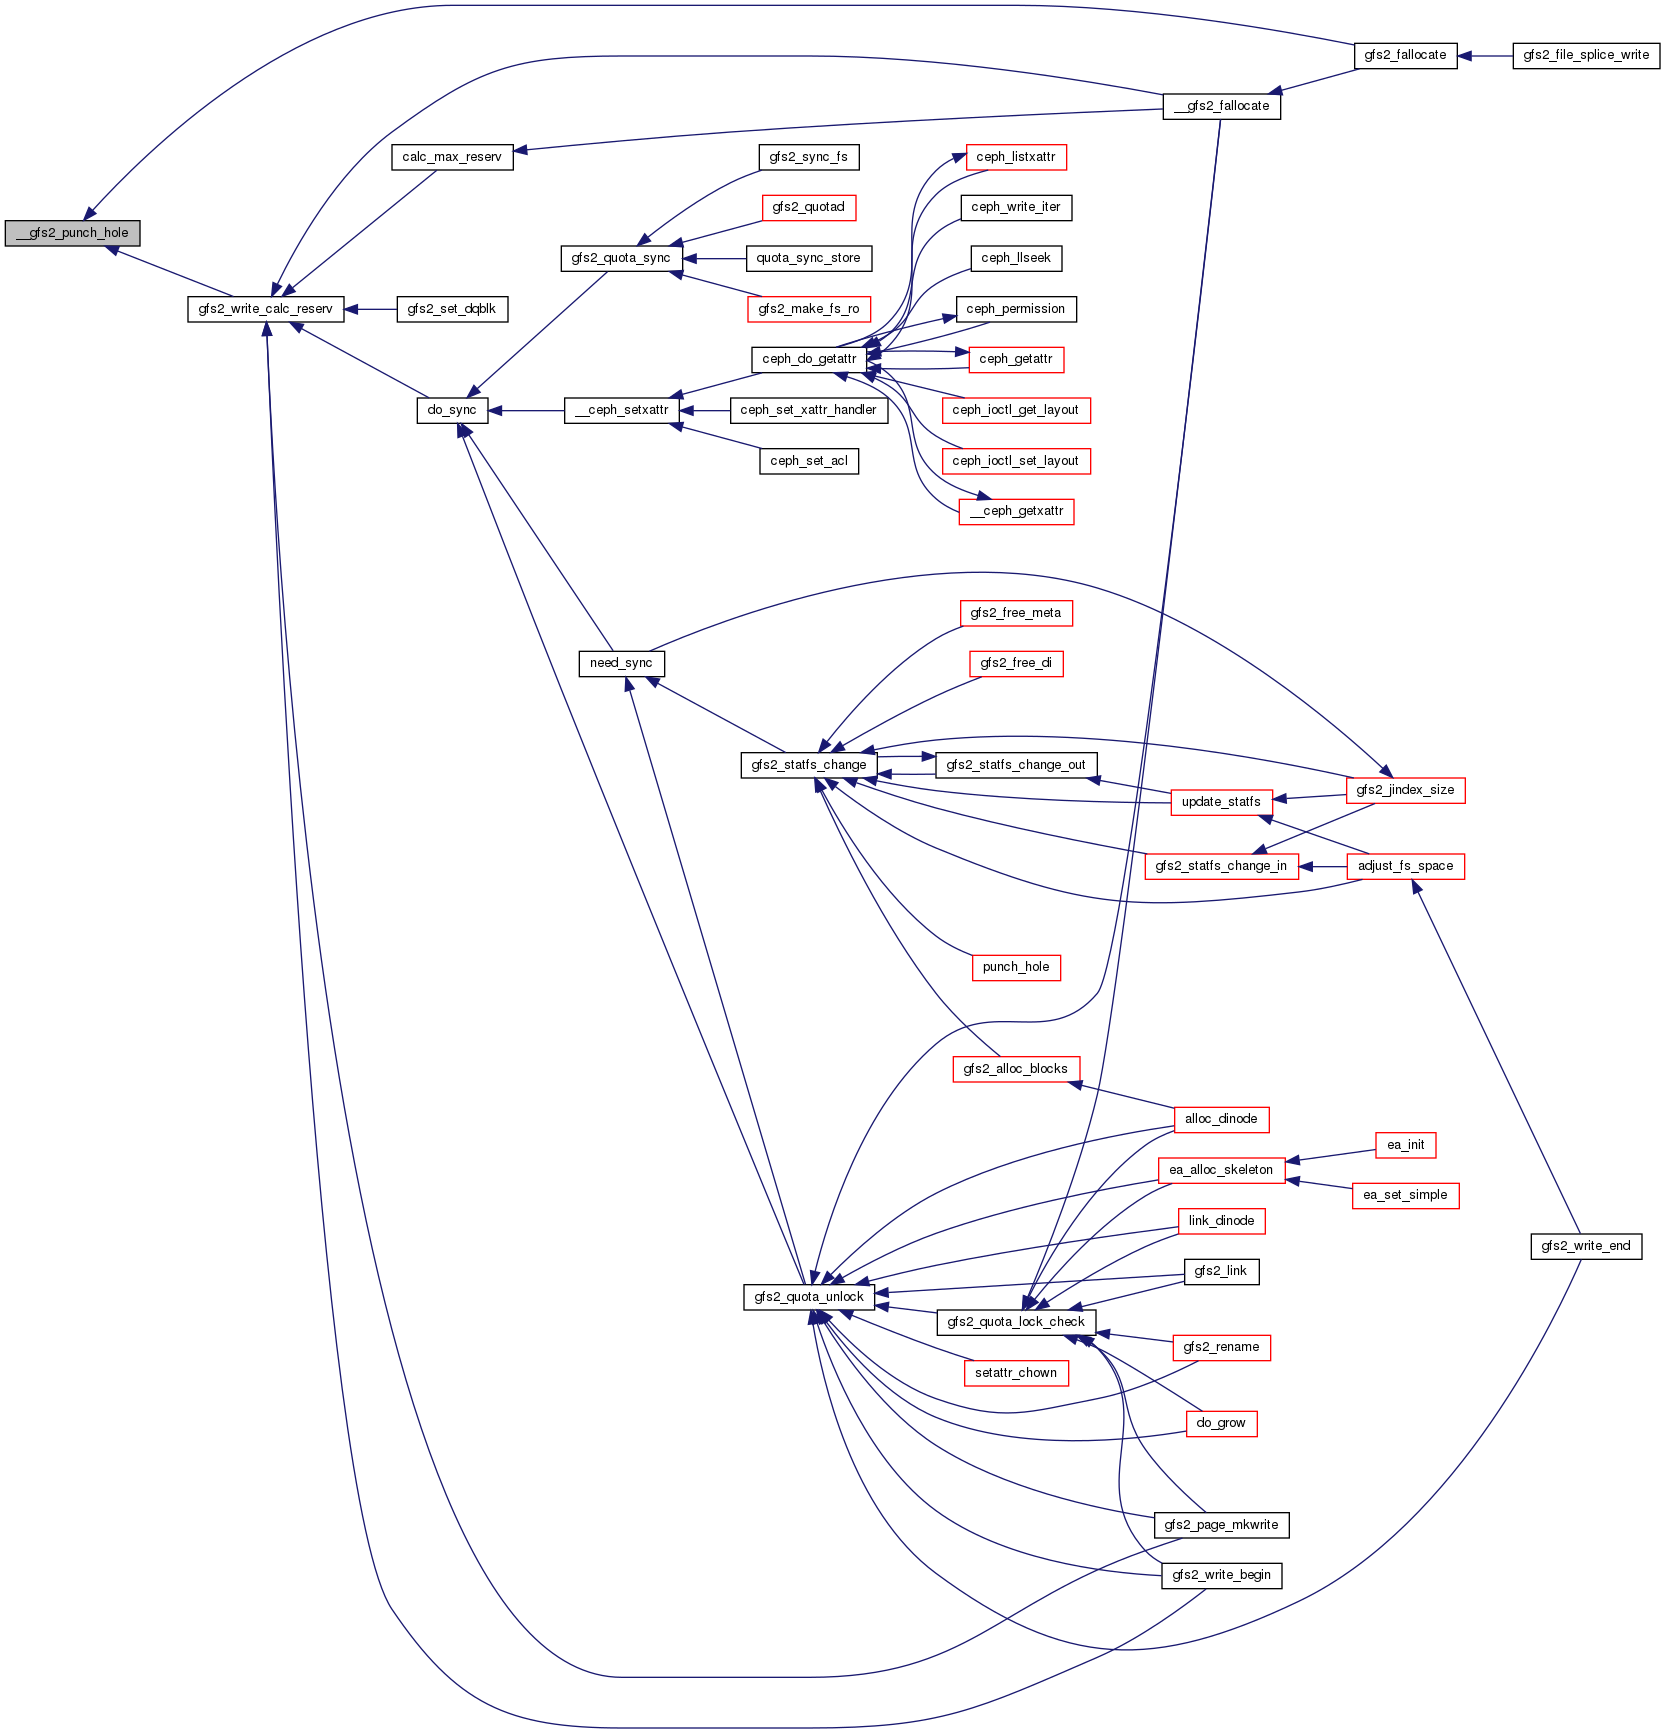 gfs2_fallocate
gfs2_file_splice_write
__gfs2_fallocate
calc_max_reserv
gfs2_sync_fs
ceph_listxattr
gfs2_quotad
ceph_write_iter
__gfs2_punch_hole
gfs2_quota_sync
quota_sync_store
ceph_llseek
gfs2_write_calc_reserv
gfs2_set_dqblk
gfs2_make_fs_ro
ceph_permission
ceph_do_getattr
ceph_getattr
do_sync
__ceph_setxattr
ceph_set_xattr_handler
ceph_ioctl_get_layout
ceph_set_acl
ceph_ioctl_set_layout
__ceph_getxattr
gfs2_free_meta
need_sync
gfs2_free_di
gfs2_statfs_change
gfs2_statfs_change_out
gfs2_jindex_size
update_statfs
gfs2_statfs_change_in
adjust_fs_space
punch_hole
gfs2_alloc_blocks
alloc_dinode
ea_init
ea_alloc_skeleton
ea_set_simple
link_dinode
gfs2_write_end
gfs2_link
gfs2_quota_unlock
gfs2_quota_lock_check
gfs2_rename
setattr_chown
do_grow
gfs2_page_mkwrite
gfs2_write_begin